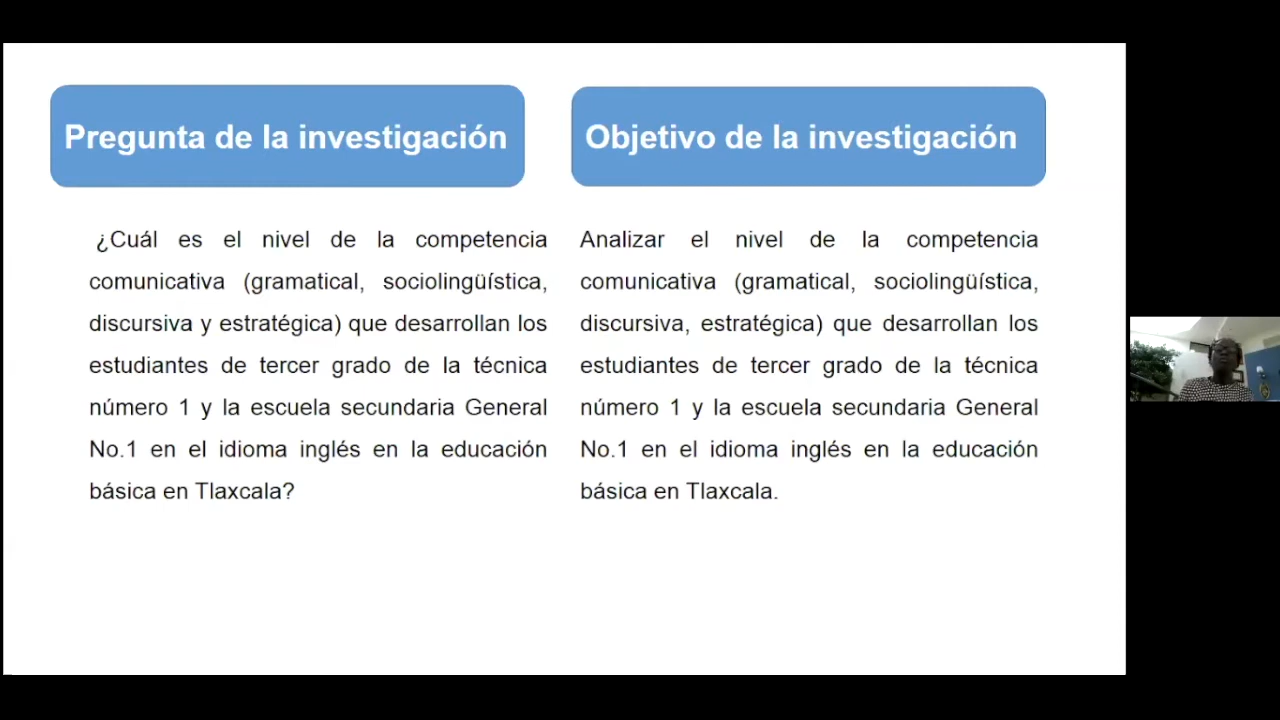 Pregunta de la investigación
¿Cuál es el nivel de la competencia
comunicativa (gramatical, sociolingüística,
discursiva y estratégica) que desarrollan los
estudiantes de tercer grado de la técnica
número 1 y la escuela secundaria General
No.1 en el idioma inglés en la educación
básica en Tlaxcala?
Objetivo de la investigación
Analizar el nivel de la competencia
comunicativa (gramatical, sociolingüística,
discursiva, estratégica) que desarrollan los
estudiantes de tercer grado de la técnica
número 1 y la escuela secundaria General
No.1 en el idioma inglés en la educación
básica en Tlaxcala.